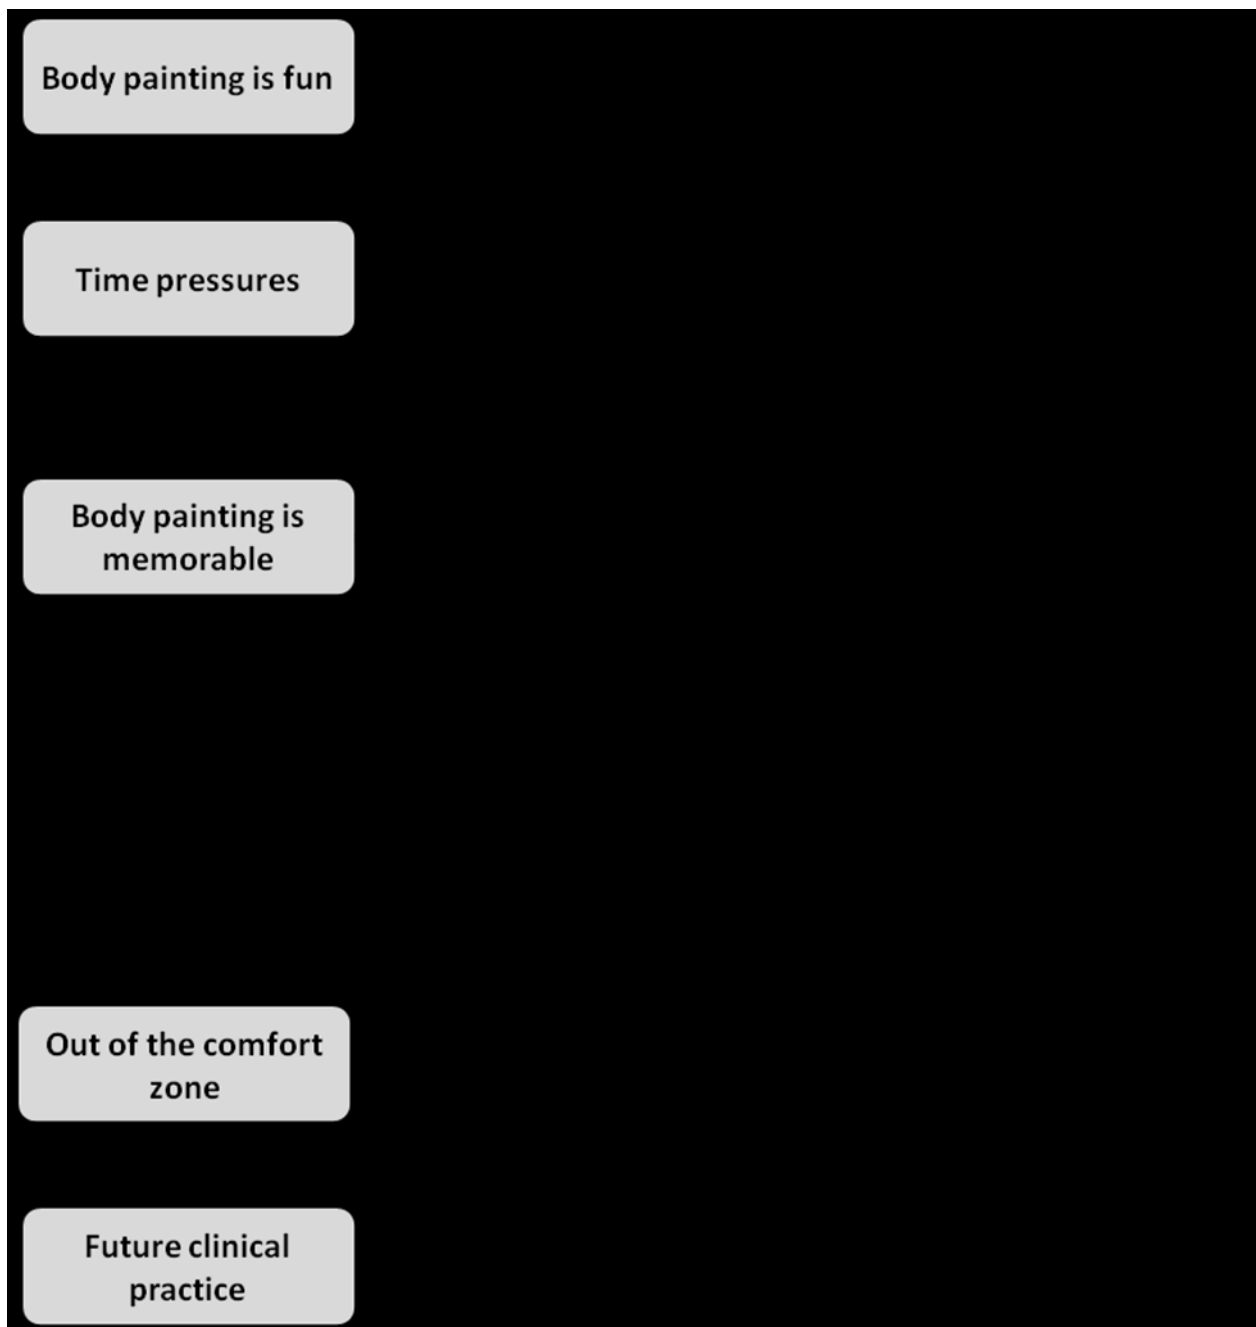 Body painting is fun
Time pressures
Body painting is
memorable
Out of the comfort
zone
Future clinical
practice